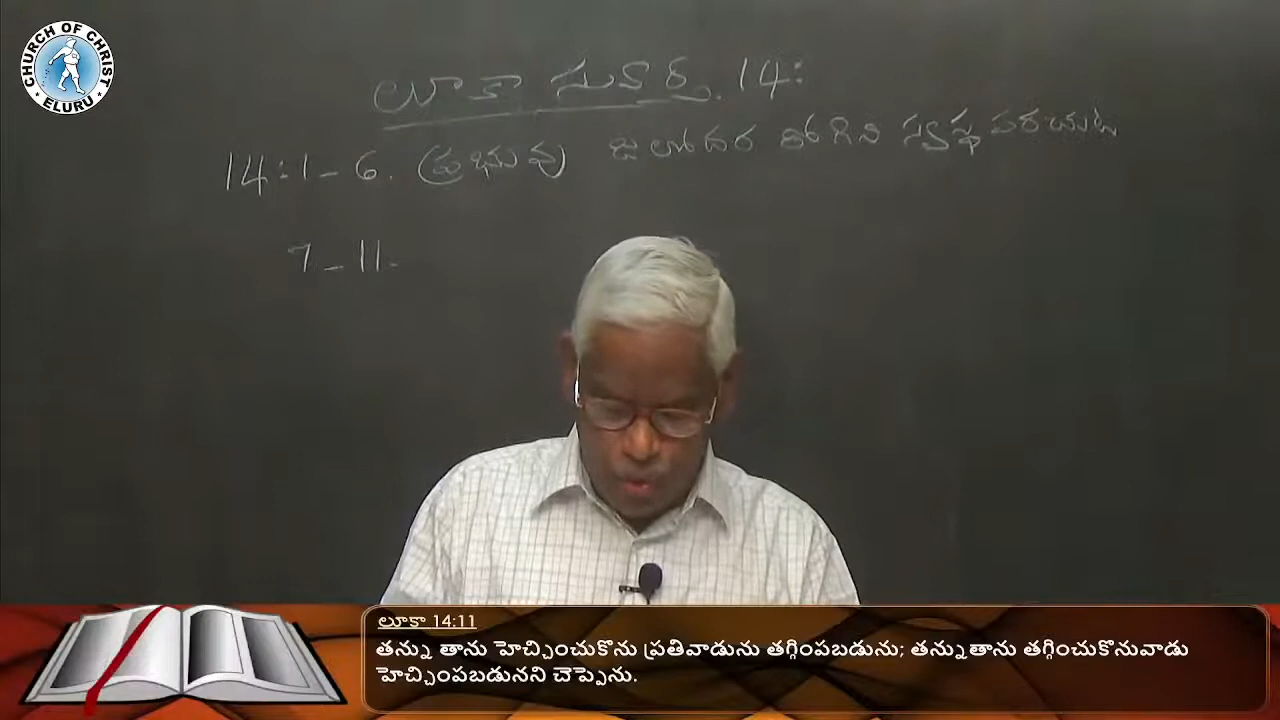 CHURCH OF CHRIST
ELURU
లూకా సువార్త. 14:
14:1-6. ప్రభువు జలోదర రోగిని స్వస్థపరచుట
7-11.
లూకా 14:11
తన్ను తాను హెచ్చించుకొను ప్రతివాడును తగ్గింపబడును; తన్నుతాను తగ్గించుకొనువాడు
హెచ్చింపబడునని చెప్పెను.